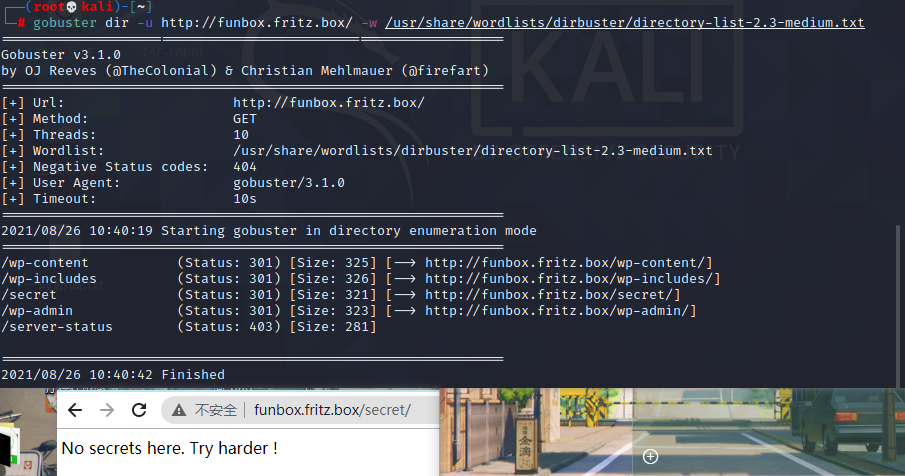 ┌──(root💀kali)-[~]
└─# gobuster dir -u http://funbox.fritz.box/ -w /usr/share/wordlists/dirbuster/directory-list-2.3-medium.txt
===============================================================
Gobuster v3.1.0
by OJ Reeves (@TheColonial) & Christian Mehlmauer (@firefart)
===============================================================
[+] Url:                     http://funbox.fritz.box/
[+] Method:                  GET
[+] Threads:                 10
[+] Wordlist:                /usr/share/wordlists/dirbuster/directory-list-2.3-medium.txt
[+] Negative Status codes:   404
[+] User Agent:              gobuster/3.1.0
[+] Timeout:                 10s
===============================================================
2021/08/26 10:40:19 Starting gobuster in directory enumeration mode
===============================================================
/wp-content           (Status: 301) [Size: 325] [--> http://funbox.fritz.box/wp-content/]
/wp-includes          (Status: 301) [Size: 326] [--> http://funbox.fritz.box/wp-includes/]
/secret               (Status: 301) [Size: 321] [--> http://funbox.fritz.box/secret/]
/wp-admin             (Status: 301) [Size: 323] [--> http://funbox.fritz.box/wp-admin/]
/server-status        (Status: 403) [Size: 281]
===============================================================
2021/08/26 10:40:42 Finished
KALI
不安全 funbox.fritz.box/secret/
No secrets here. Try harder !